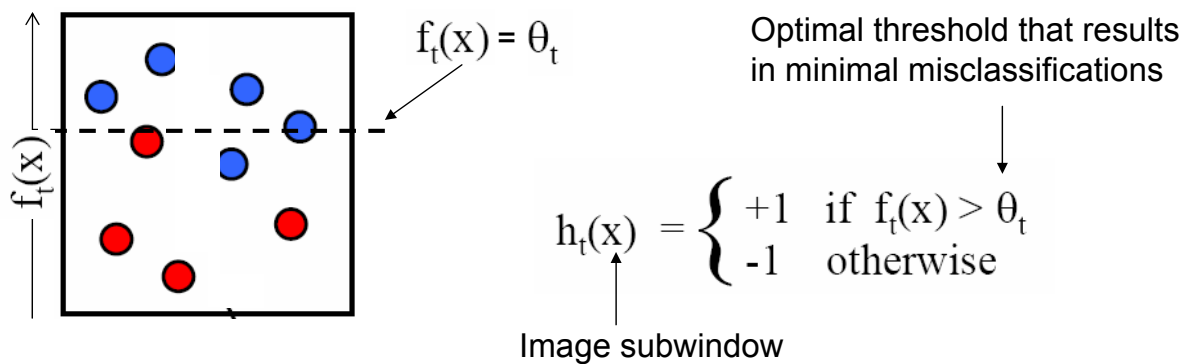 f_t(x) = θ_t
Optimal threshold that results
in minimal misclassifications
f_t(x)
h_t(x) = { +1 if f_t(x) > θ_t
-1 otherwise
Image subwindow